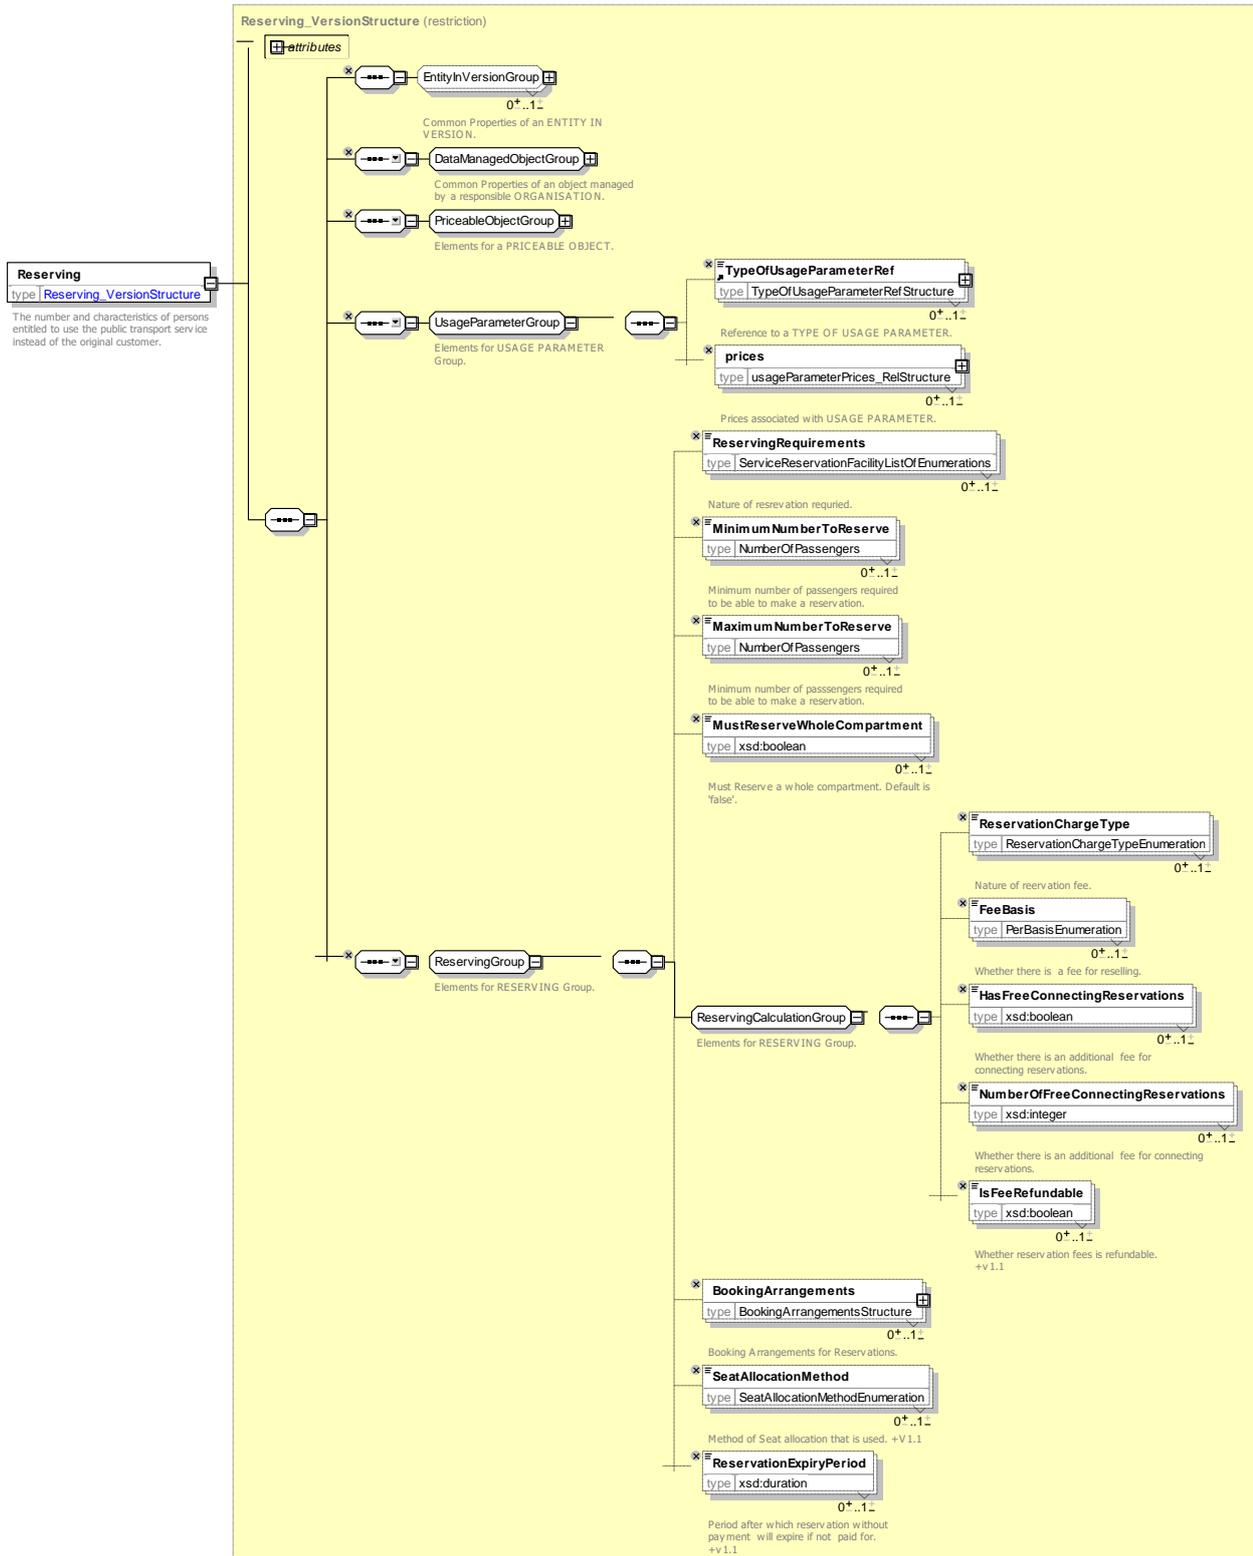 Reserving_VersionStructure (restriction)
attributes
EntityInVersionGroup
0..1
Common Properties of an ENTITY IN
VERSION.
DataManagedObjectGroup
Common Properties of an object managed
by a responsible ORGANISATION.
PriceableObjectGroup
Elements for a PRICEABLE OBJECT.
Reserving
type Reserving_VersionStructure
The number and characteristics of persons
entitled to use the public transport service
instead of the original customer.
UsageParameterGroup
Elements for USAGE PARAMETER
Group.
TypeOfUsageParameterRef
type TypeOfUsageParameterRefStructure
0..1
Reference to a TYPE OF USAGE PARAMETER.
prices
type usageParameterPrices_RelStructure
0..1
Prices associated with USAGE PARAMETER.
ReservingRequirements
type ServiceReservationFacilityListOfEnumerations
0..1
Nature of resrevation requried.
MinimumNumberToReserve
type NumberOfPassengers
0..1
Minimum number of passengers required
to be able to make a reservation.
MaximumNumberToReserve
type NumberOfPassengers
0..1
Minimum number of passsengers required
to be able to make a reservation.
MustReserveWholeCompartment
type xsd:boolean
0..1
Must Reserve a whole compartment. Default is
'false'.
ReservingGroup
Elements for RESERVING Group.
ReservingCalculationGroup
Elements for RESERVING Group.
ReservationChargeType
type ReservationChargeTypeEnumeration
0..1
Nature of reervation fee.
FeeBasis
type PerBasisEnumeration
0..1
Whether there is  a fee for reselling.
HasFreeConnectingReservations
type xsd:boolean
0..1
Whether there is an additional  fee for
connecting reservations.
NumberOfFreeConnectingReservations
type xsd:integer
0..1
Whether there is an additional  fee for connecting
reservations.
IsFeeRefundable
type xsd:boolean
0..1
Whether reservation fees is refundable.
+v1.1
BookingArrangements
type BookingArrangementsStructure
0..1
Booking Arrangements for Reservations.
SeatAllocationMethod
type SeatAllocationMethodEnumeration
0..1
Method of Seat allocation that is used. +V1.1
ReservationExpiryPeriod
type xsd:duration
0..1
Period after which reservation without
payment  will expire if not  paid for.
+v1.1